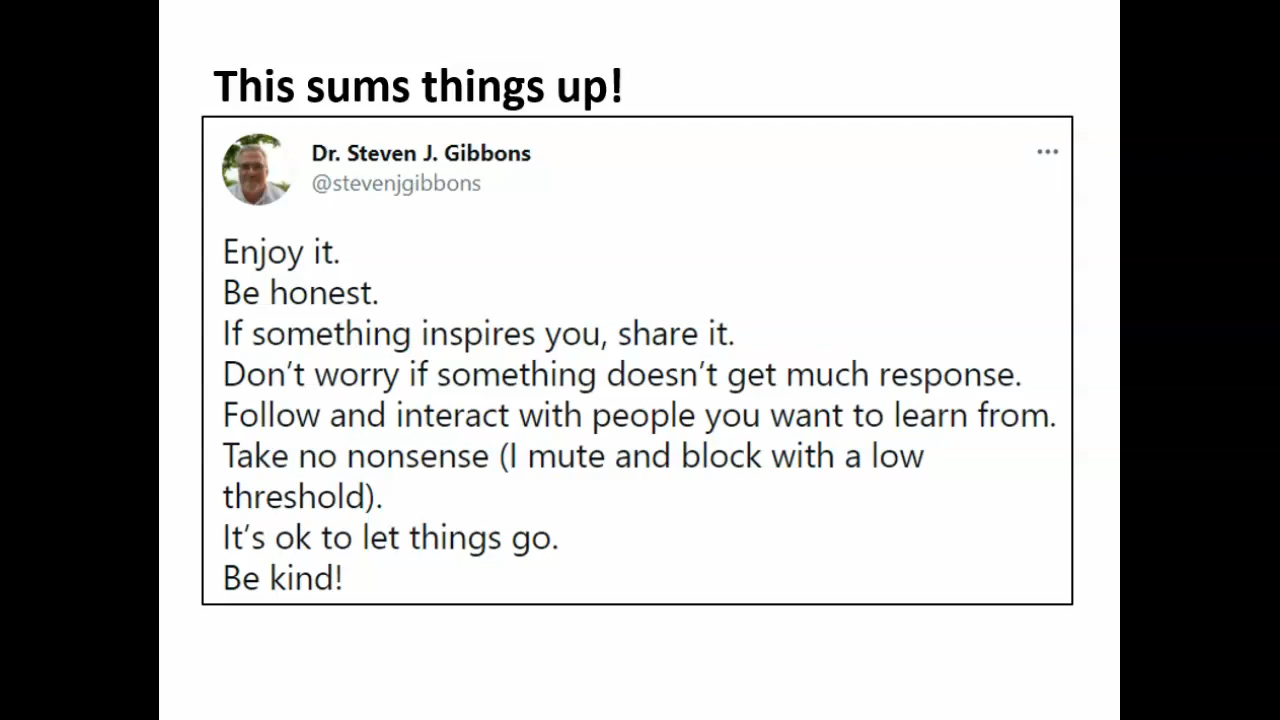 This sums things up!
Dr. Steven J. Gibbons
@stevenjgibbons
Enjoy it.
Be honest.
If something inspires you, share it.
Don’t worry if something doesn’t get much response.
Follow and interact with people you want to learn from.
Take no nonsense (I mute and block with a low
threshold).
It’s ok to let things go.
Be kind!